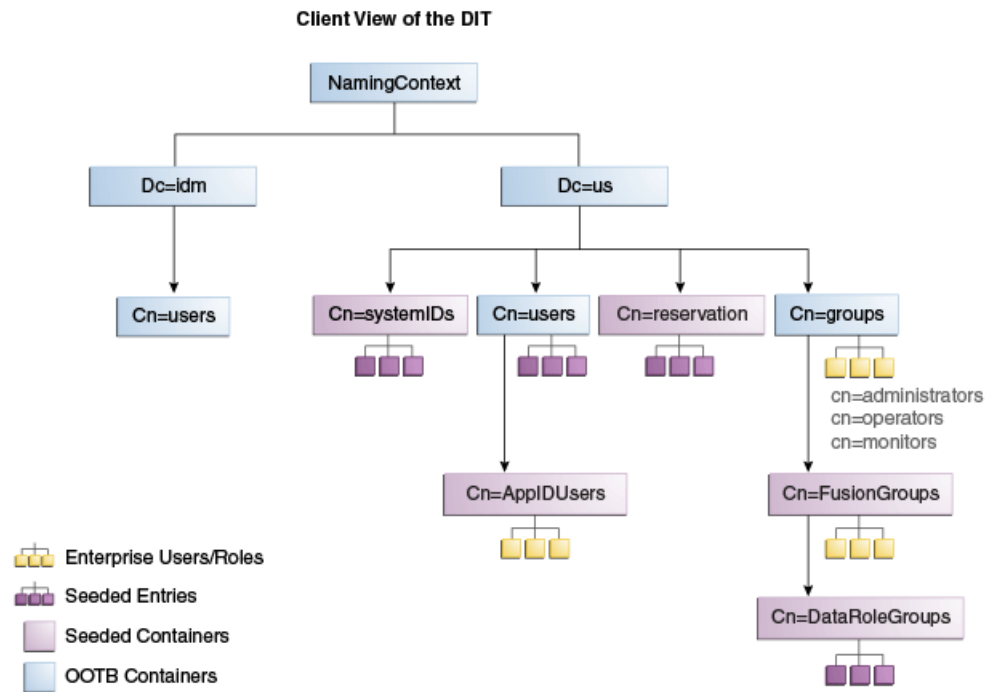 Client View of the DIT
NamingContext
Dc=idm
Dc=us
Cn=users
Cn=systemIDs
Cn=users
Cn=reservation
Cn=groups
cn=administrators
cn=operators
cn=monitors
Cn=AppIDUsers
Cn=FusionGroups
Cn=DataRoleGroups
Enterprise Users/Roles
Seeded Entries
Seeded Containers
OOTB Containers